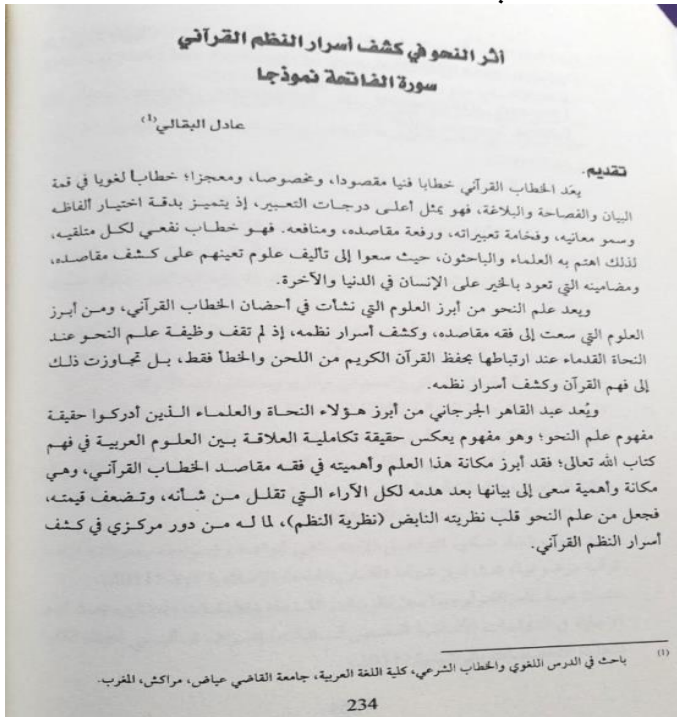 أثر النحو في كشف أسرار النظم القرآني
سورة الفاتحة نموذجا
عادل البقالي(1)
تقديم.
يعد الخطاب القرآني خطابا فنيا مقصودا، ومخصوصا، ومعجزا؛ خطاباً لغويا في قمة
البيان والفصاحة والبلاغة، فهو يمثل أعلى درجات التعبير، إذ يتميز بدقة اختيار ألفاظه
وسمو معانيه، وفخامة تعبيراته، ورفعة مقاصده، ومنافعه. فهو خطاب نفعي لكل متلقيه،
لذلك اهتم به العلماء والباحثون، حيث سعوا إلى تأليف علوم تعينهم على كشف مقاصده،
ومضامينه التي تعود بالخير على الإنسان في الدنيا والآخرة.
ويعد علم النحو من أبرز العلوم التي نشأت في أحضان الخطاب القرآني، ومن أبرز
العلوم التي سعت إلى فقه مقاصده، وكشف أسرار نظمه، إذ لم تقف وظيفة علم النحو عند
النحاة القدماء عند ارتباطها بحفظ القرآن الكريم من اللحن والخطأ فقط، بل تجاوزت ذلك
إلى فهم القرآن وكشف أسرار نظمه.
ويُعد عبد القاهر الجرجاني من أبرز هؤلاء النحاة والعلماء الذين أدركوا حقيقة
مفهوم علم النحو؛ وهو مفهوم يعكس حقيقة تكاملية العلاقة بين العلوم العربية في فهم
كتاب الله تعالى؛ فقد أبرز مكانة هذا العلم وأهميته في فقه مقاصد الخطاب القرآني، وهي
مكانة وأهمية سعى إلى بيانها بعد هدمه لكل الآراء التي تقلل من شأنه، وتضعف قيمته،
فجعل من علم النحو قلب نظريته النابض (نظرية النظم)، لما له من دور مركزي في كشف
أسرار النظم القرآني.
(1) باحث في الدرس اللغوي والخطاب الشرعي، كلية اللغة العربية، جامعة القاضي عياض، مراكش، المغرب.
234